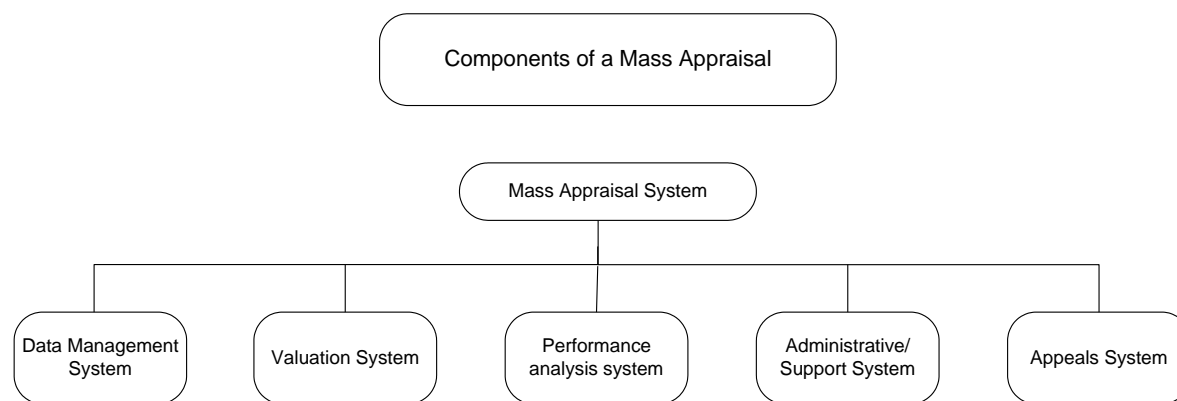 Components of a Mass Appraisal
Mass Appraisal System
Data Management
System
Valuation System
Performance
analysis system
Administrative/
Support System
Appeals System